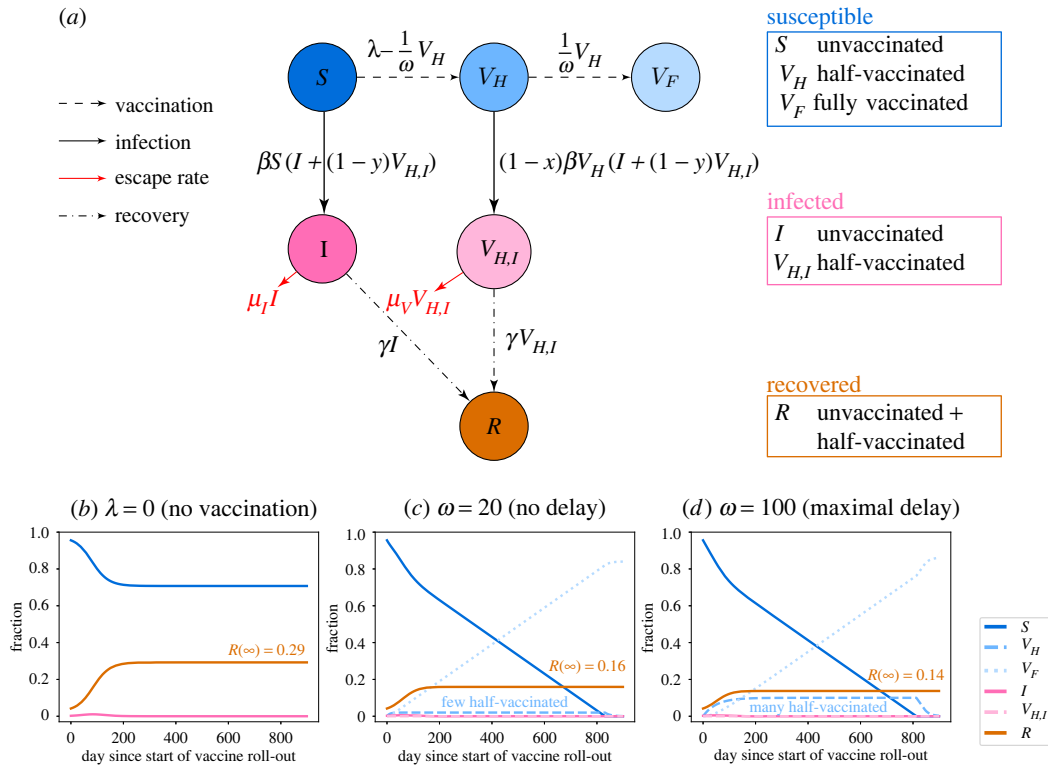 (a)
susceptible
S unvaccinated
V_H half-vaccinated
V_F fully vaccinated
λ– 1/ω V_H
1/ω V_H
S
V_H
V_F
vaccination
infection
escape rate
recovery
βS(I + (1 − y)V_{H,I})
(1 − x)βV_H(I + (1 − y)V_{H,I})
infected
I unvaccinated
V_{H,I} half-vaccinated
I
V_{H,I}
μ_I I
μ_V V_{H,I}
γI
γV_{H,I}
recovered
R unvaccinated +
half-vaccinated
R
(b) λ = 0 (no vaccination)
1.0
0.8
0.6
0.4
0.2
0
fraction
R(∞) = 0.29
0 200 400 600 800
day since start of vaccine roll-out
(c) ω = 20 (no delay)
1.0
0.8
0.6
0.4
0.2
0
fraction
R(∞) = 0.16
few half-vaccinated
0 200 400 600 800
day since start of vaccine roll-out
(d) ω = 100 (maximal delay)
1.0
0.8
0.6
0.4
0.2
0
fraction
R(∞) = 0.14
many half-vaccinated
0 200 400 600 800
day since start of vaccine roll-out
S
V_H
V_F
I
V_{H,I}
R